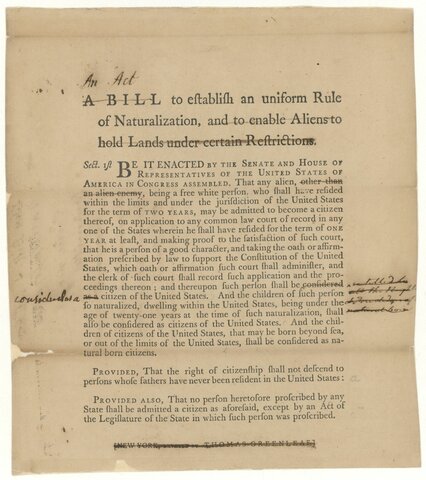 An Act
A BILL to eſtabliſh an uniform Rule
of Naturalization, and to enable Aliens to
hold Lands under certain Reſtrictions.
Sect. 1ſt BE IT ENACTED BY THE SENATE AND HOUSE OF
REPRESENTATIVES OF THE UNITED STATES OF
AMERICA IN CONGRESS ASSEMBLED. That any alien, other than
an alien enemy, being a free white perſon. who ſhall have reſided
within the limits and under the juriſdiction of the United States
for the term of TWO YEARS, may be admitted to become a citizen
thereof, on application to any common law court of record in any
one of the States wherein he ſhall have reſided for the term of ONE
YEAR at leaſt, and making proof to the ſatisfaction of ſuch court,
that he is a perſon of a good character, and taking the oath or affirma-
tion preſcribed by law to ſupport the Conſtitution of the United
States, which oath or affirmation ſuch court ſhall adminiſter, and
the clerk of ſuch court ſhall record ſuch application and the pro-
ceedings thereon ; and thereupon ſuch perſon ſhall be conſidered
entitled to
all the Rights
considered as a
as a citizen of the United States. And the children of ſuch perſon
ſo naturalized, dwelling within the United States, being under the
age of twenty-one years at the time of ſuch naturalization, ſhall
alſo be conſidered as citizens of the United States. And the chil-
dren of citizens of the United States, that may be born beyond ſea,
or out of the limits of the United States, ſhall be conſidered as na-
tural born citizens.
PROVIDED, That the right of citizenſhip ſhall not deſcend to
perſons whoſe fathers have never been reſident in the United States :
PROVIDED ALSO, That no perſon heretofore proſcribed by any
State ſhall be admitted a citizen as aforeſaid, except by an Act of
the Legiſlature of the State in which ſuch perſon was proſcribed.
[NEW-YORK, PRINTED BY THOMAS GREENLEAF.]